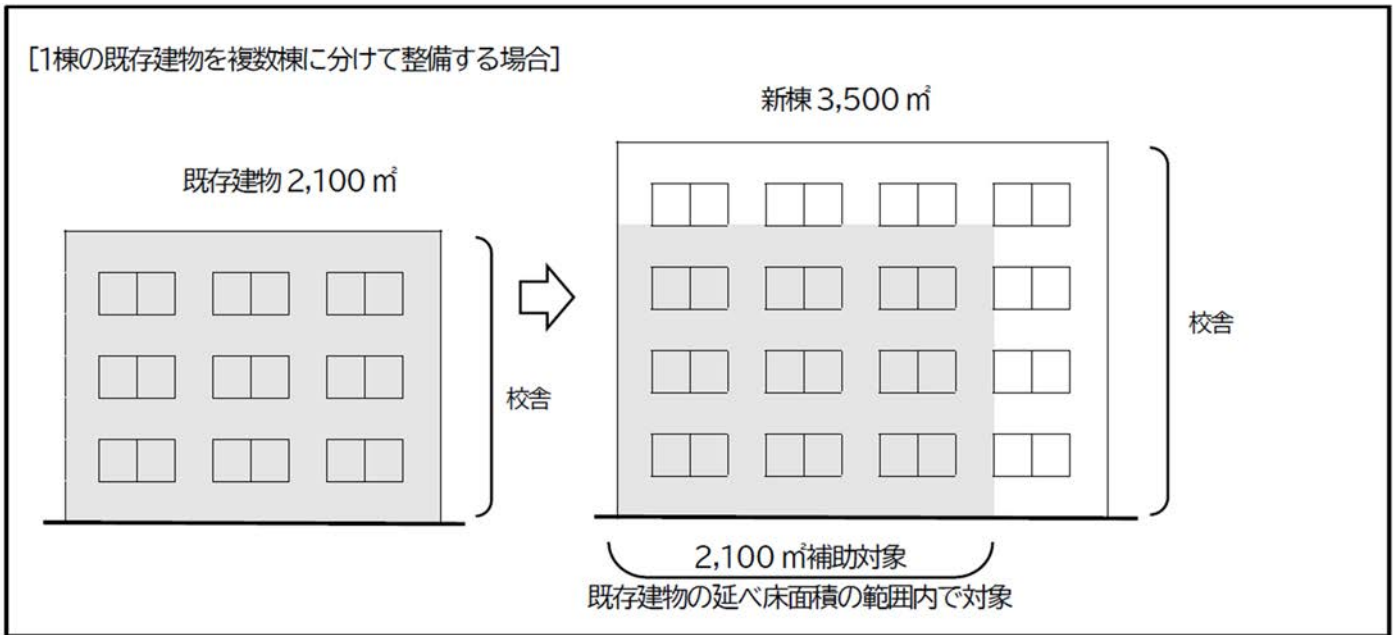 [1棟の既存建物を複数棟に分けて整備する場合]
新棟 3,500 ㎡
既存建物 2,100 ㎡
校舎
校舎
2,100 ㎡補助対象
既存建物の延べ床面積の範囲内で対象